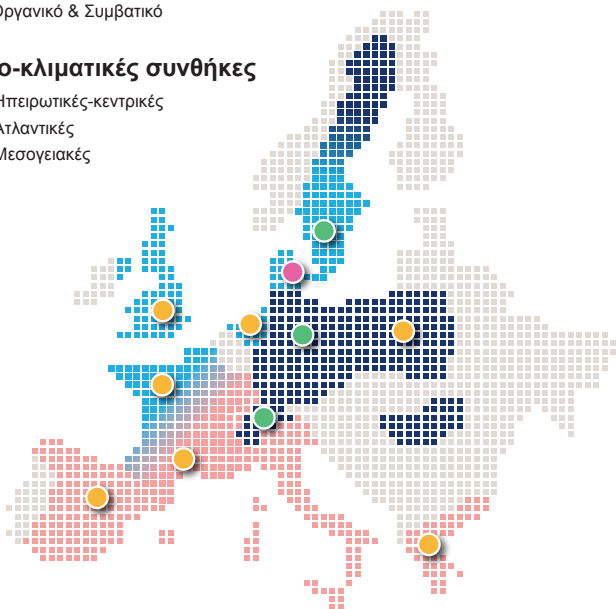 Οργανικό & Συμβατικό
ο-κλιματικές συνθήκες
Ηπειρωτικές-κεντρικές
Ατλαντικές
Μεσογειακές